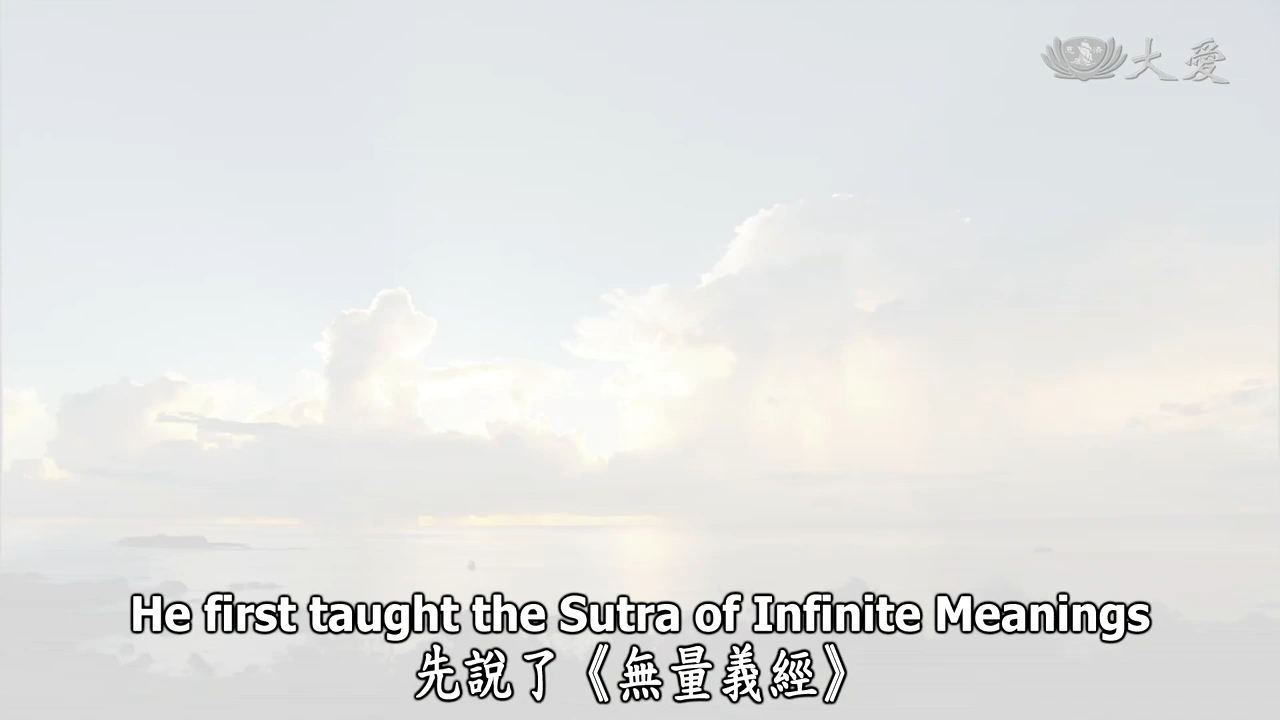 大愛
He first taught the Sutra of Infinite Meanings
先說了《無量義經》